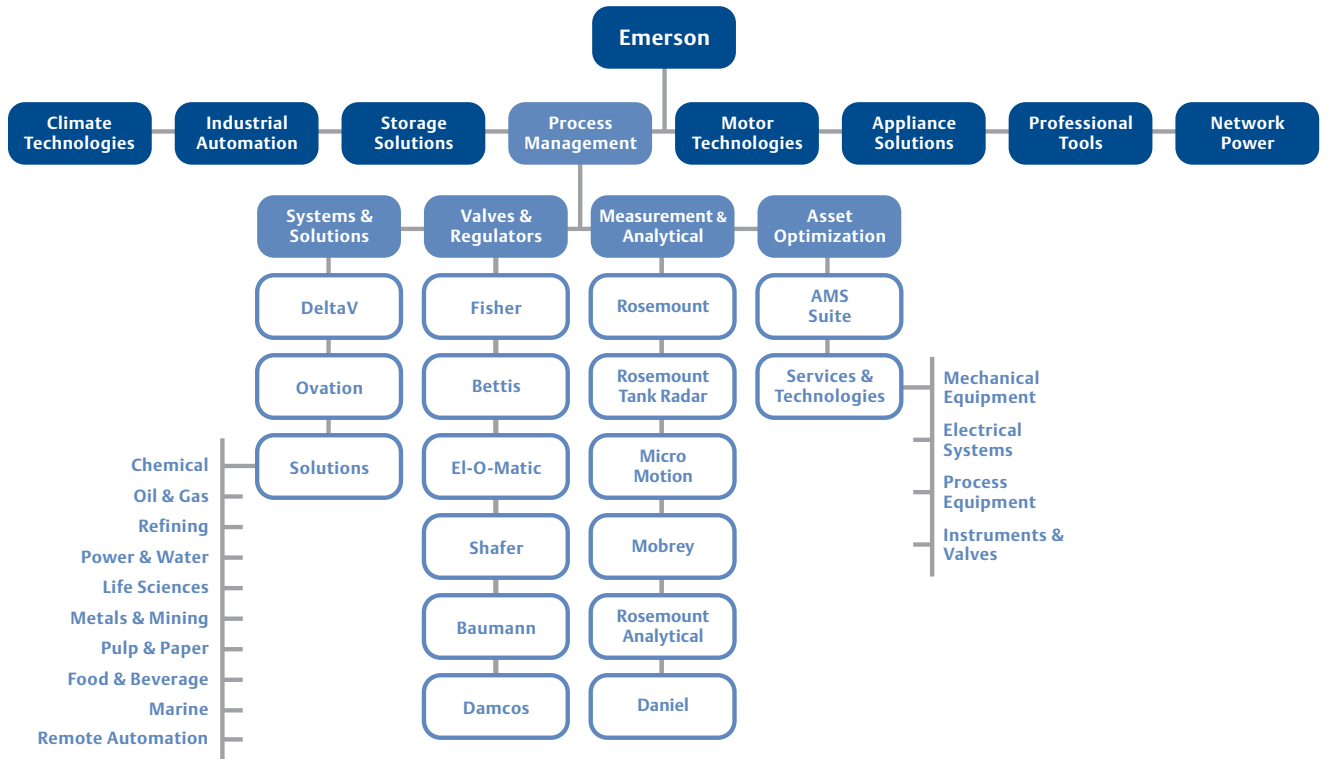 Emerson
Climate
Technologies
Industrial
Automation
Storage
Solutions
Process
Management
Motor
Technologies
Appliance
Solutions
Professional
Tools
Network
Power
Systems &
Solutions
Valves &
Regulators
Measurement &
Analytical
Asset
Optimization
DeltaV
Ovation
Solutions
Chemical
Oil & Gas
Refining
Power & Water
Life Sciences
Metals & Mining
Pulp & Paper
Food & Beverage
Marine
Remote Automation
Fisher
Bettis
El-O-Matic
Shafer
Baumann
Damcos
Rosemount
Rosemount
Tank Radar
Micro
Motion
Mobrey
Rosemount
Analytical
Daniel
AMS
Suite
Services &
Technologies
Mechanical
Equipment
Electrical
Systems
Process
Equipment
Instruments &
Valves